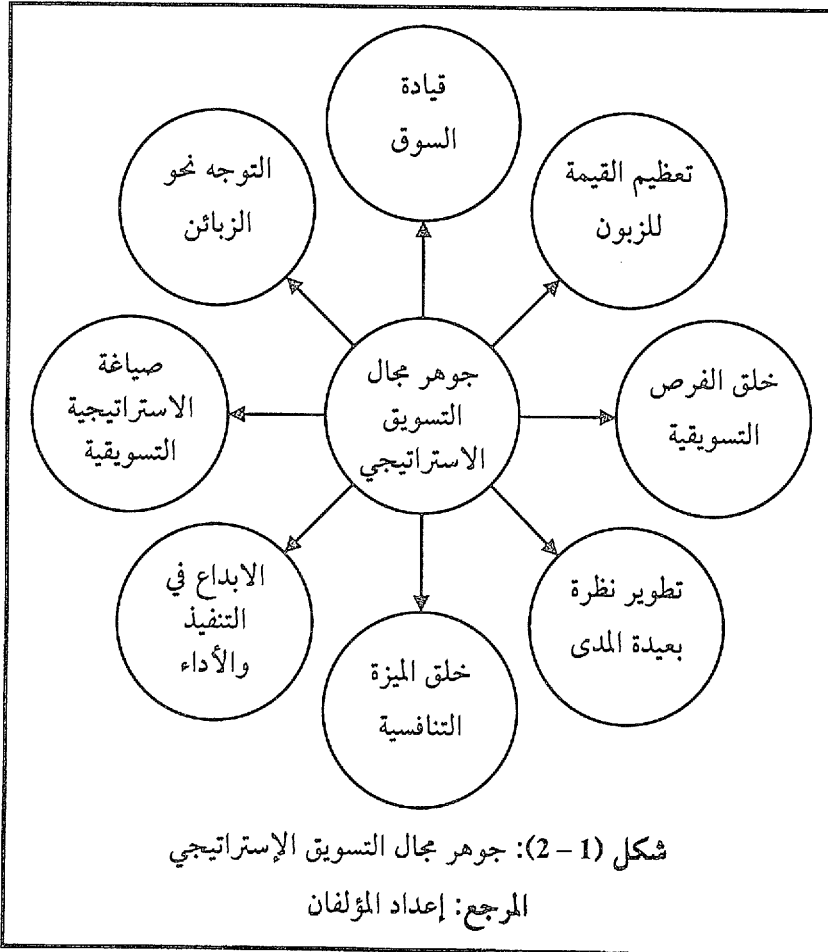 قيادة
السوق
تعظيم القيمة
للزبون
خلق الفرص
التسويقية
تطوير نظرة
بعيدة المدى
خلق الميزة
التنافسية
الابداع في
التنفيذ
والأداء
صياغة
الاستراتيجية
التسويقية
التوجه نحو
الزبائن
جوهر مجال
التسويق
الاستراتيجي
شكل (1 – 2): جوهر مجال التسويق الإستراتيجي
المرجع: إعداد المؤلفان